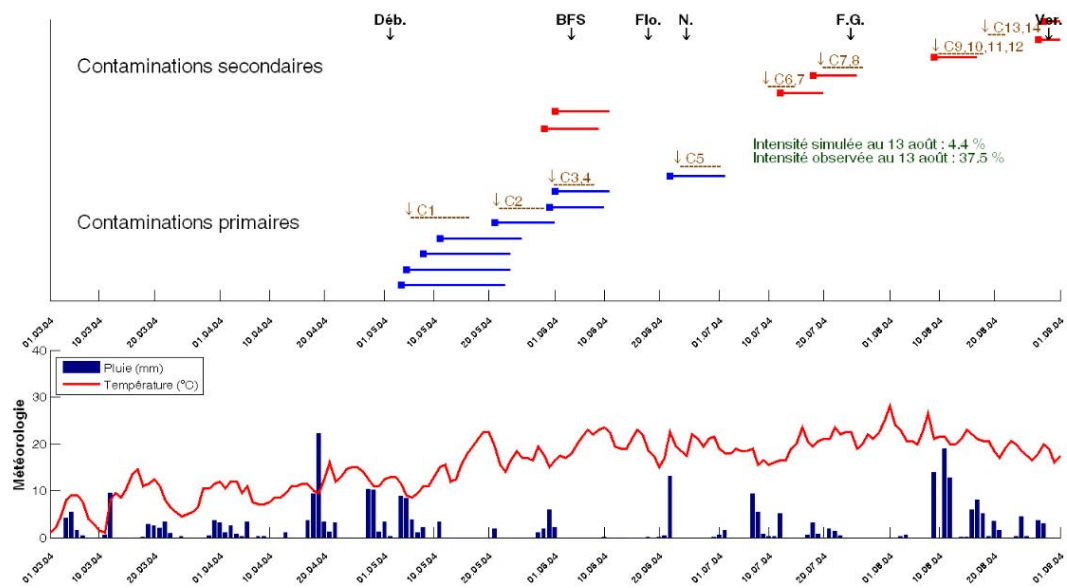 Déb. BFS Flo. N. F.G. Ver.
↓ C13,14
↓ C9,10,11,12
Contaminations secondaires
↓ C7,8
↓ C6,7
Intensité simulée au 13 août : 4.4 %
Intensité observée au 13 août : 37.5 %
↓ C5
↓ C3,4
↓ C2
↓ C1
Contaminations primaires
01.03.04 10.03.04 20.03.04 01.04.04 10.04.04 20.04.04 01.05.04 10.05.04 20.05.04 01.06.04 10.06.04 20.06.04 01.07.04 10.07.04 20.07.04 01.08.04 10.08.04 20.08.04 01.09.04
40
Pluie (mm)
Température (°C)
30
20
10
0
Météorologie
01.03.04 10.03.04 20.03.04 01.04.04 10.04.04 20.04.04 01.05.04 10.05.04 20.05.04 01.06.04 10.06.04 20.06.04 01.07.04 10.07.04 20.07.04 01.08.04 10.08.04 20.08.04 01.09.04